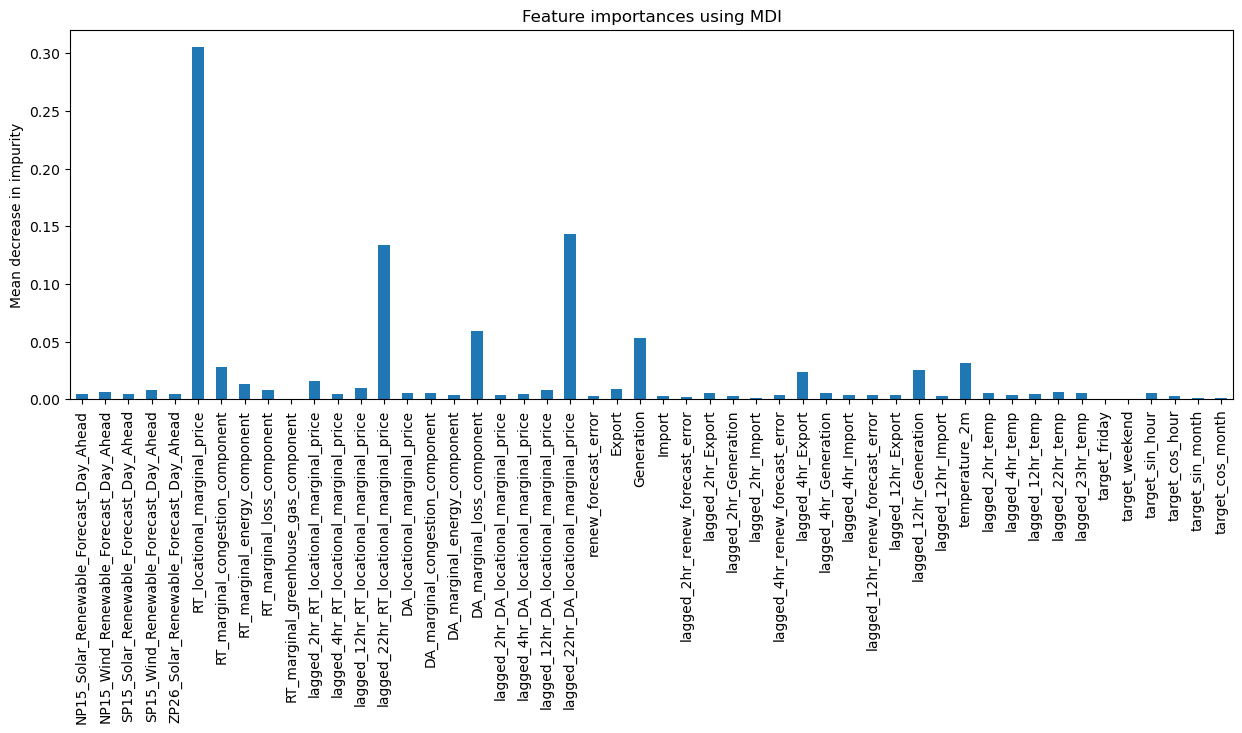 Feature importances using MDI
Mean decrease in impurity
0.30
0.25
0.20
0.15
0.10
0.05
0.00
NP15_Solar_Renewable_Forecast_Day_Ahead
NP15_Wind_Renewable_Forecast_Day_Ahead
SP15_Solar_Renewable_Forecast_Day_Ahead
SP15_Wind_Renewable_Forecast_Day_Ahead
ZP26_Solar_Renewable_Forecast_Day_Ahead
RT_locational_marginal_price
RT_marginal_congestion_component
RT_marginal_energy_component
RT_marginal_loss_component
RT_marginal_greenhouse_gas_component
lagged_2hr_RT_locational_marginal_price
lagged_4hr_RT_locational_marginal_price
lagged_12hr_RT_locational_marginal_price
lagged_22hr_RT_locational_marginal_price
DA_locational_marginal_price
DA_marginal_congestion_component
DA_marginal_energy_component
DA_marginal_loss_component
lagged_2hr_DA_locational_marginal_price
lagged_4hr_DA_locational_marginal_price
lagged_12hr_DA_locational_marginal_price
lagged_22hr_DA_locational_marginal_price
renew_forecast_error
Export
Generation
Import
lagged_2hr_renew_forecast_error
lagged_2hr_Export
lagged_2hr_Generation
lagged_2hr_Import
lagged_4hr_renew_forecast_error
lagged_4hr_Export
lagged_4hr_Generation
lagged_4hr_Import
lagged_12hr_renew_forecast_error
lagged_12hr_Export
lagged_12hr_Generation
lagged_12hr_Import
temperature_2m
lagged_2hr_temp
lagged_4hr_temp
lagged_12hr_temp
lagged_22hr_temp
lagged_23hr_temp
target_friday
target_weekend
target_sin_hour
target_cos_hour
target_sin_month
target_cos_month